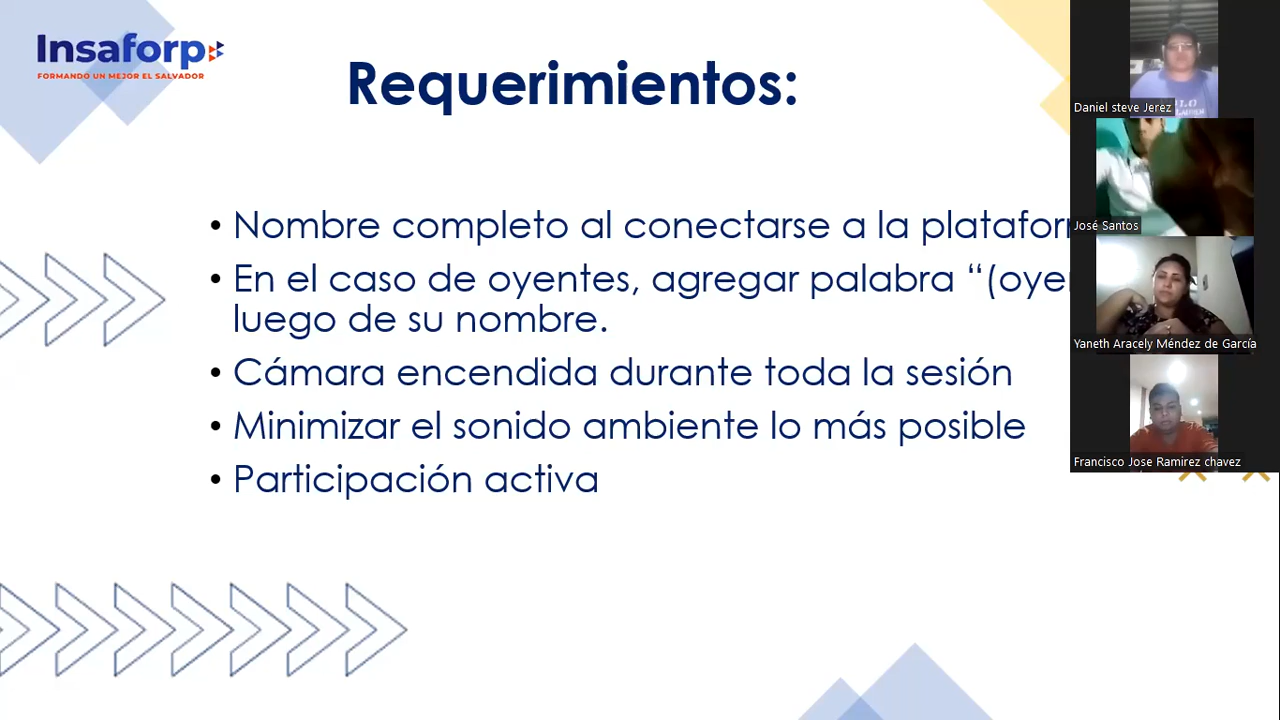 Insaforp
FORMANDO UN MEJOR EL SALVADOR
Requerimientos:
• Nombre completo al conectarse a la
• En el caso de oyentes, agregar palabra
luego de su nombre.
• Cámara encendida durante toda la sesión
• Minimizar el sonido ambiente lo más posible
• Participación activa
Daniel steve Jerez
José Santos
Yaneth Aracely Méndez de García
Francisco Jose Ramirez chavez